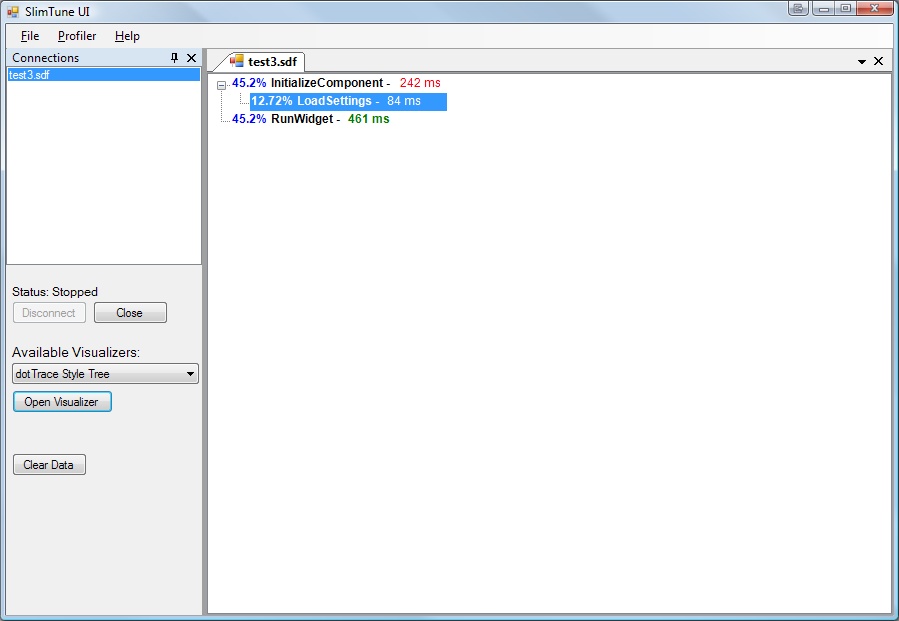 SlimTune UI
File Profiler Help
Connections
test3.sdf
Status: Stopped
Disconnect Close
Available Visualizers:
dotTrace Style Tree
Open Visualizer
Clear Data
test3.sdf
45.2% InitializeComponent - 242 ms
12.72% LoadSettings - 84 ms
45.2% RunWidget - 461 ms